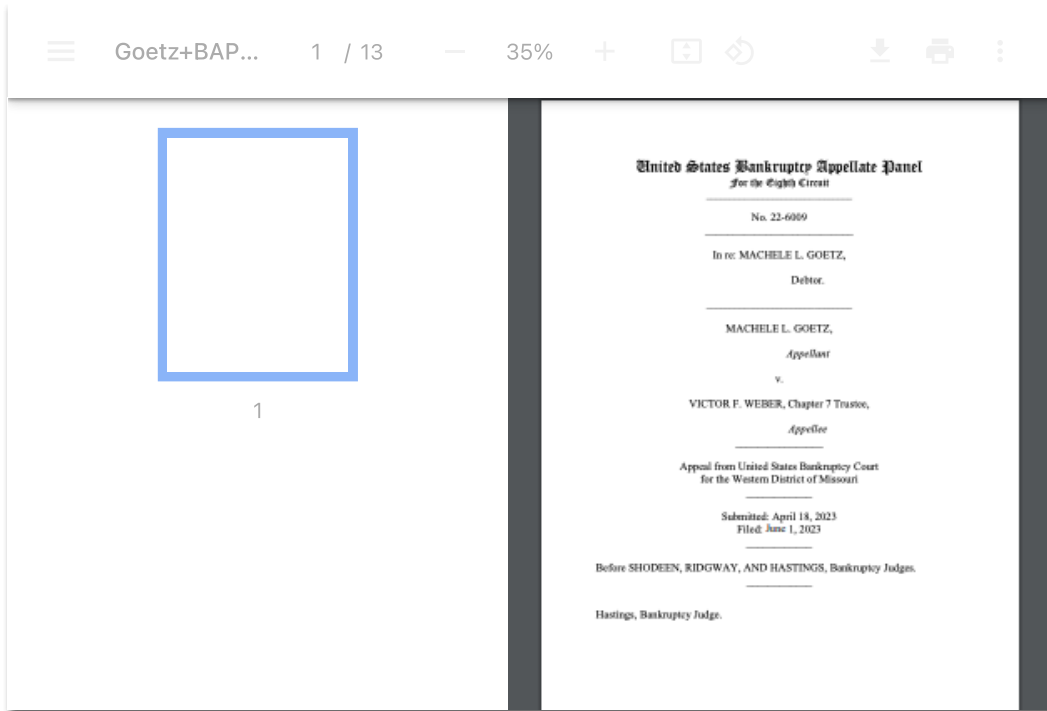 Goetz+BAP...
1 / 13
35%
1
United States Bankruptcy Appellate Panel
For the Eighth Circuit
No. 22-6009
In re: MACHELE L. GOETZ,
Debtor.
MACHELE L. GOETZ,
Appellant
v.
VICTOR F. WEBER, Chapter 7 Trustee,
Appellee
Appeal from United States Bankruptcy Court
for the Western District of Missouri
Submitted: April 18, 2023
Filed: June 1, 2023
Before SHODEEN, RIDGWAY, AND HASTINGS, Bankruptcy Judges.
Hastings, Bankruptcy Judge.